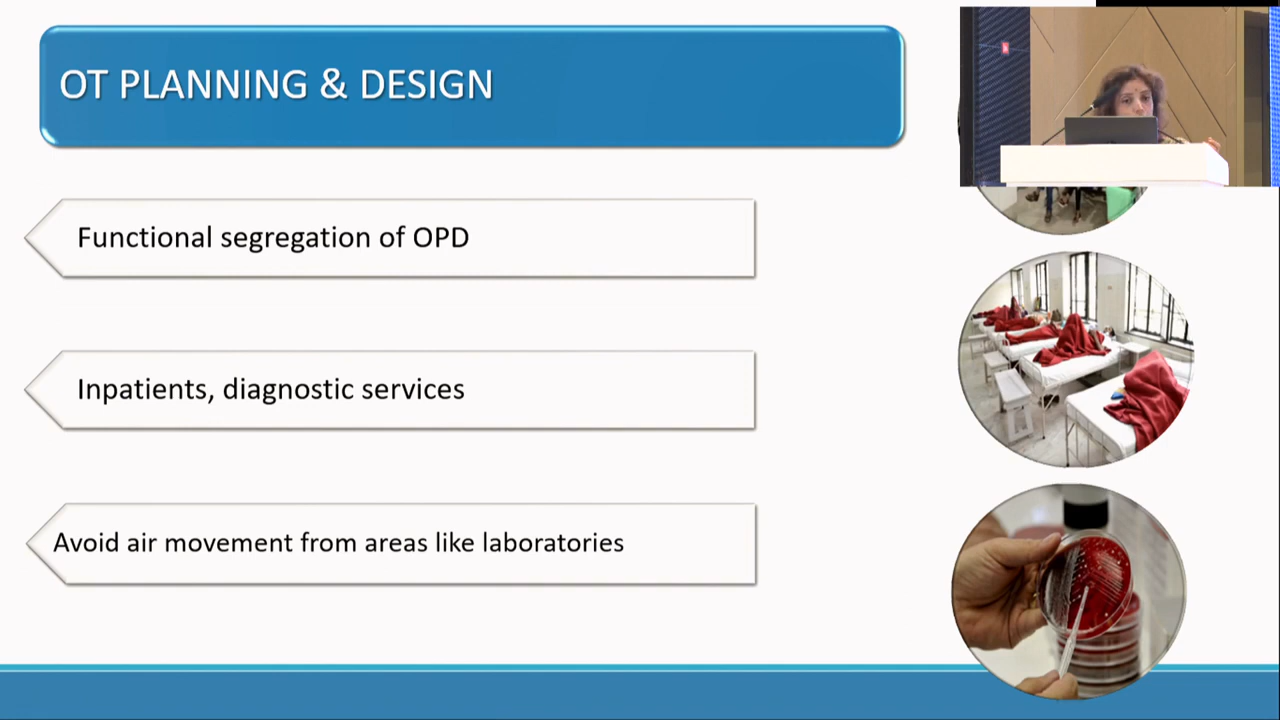 OT PLANNING & DESIGN
Functional segregation of OPD
Inpatients, diagnostic services
Avoid air movement from areas like laboratories